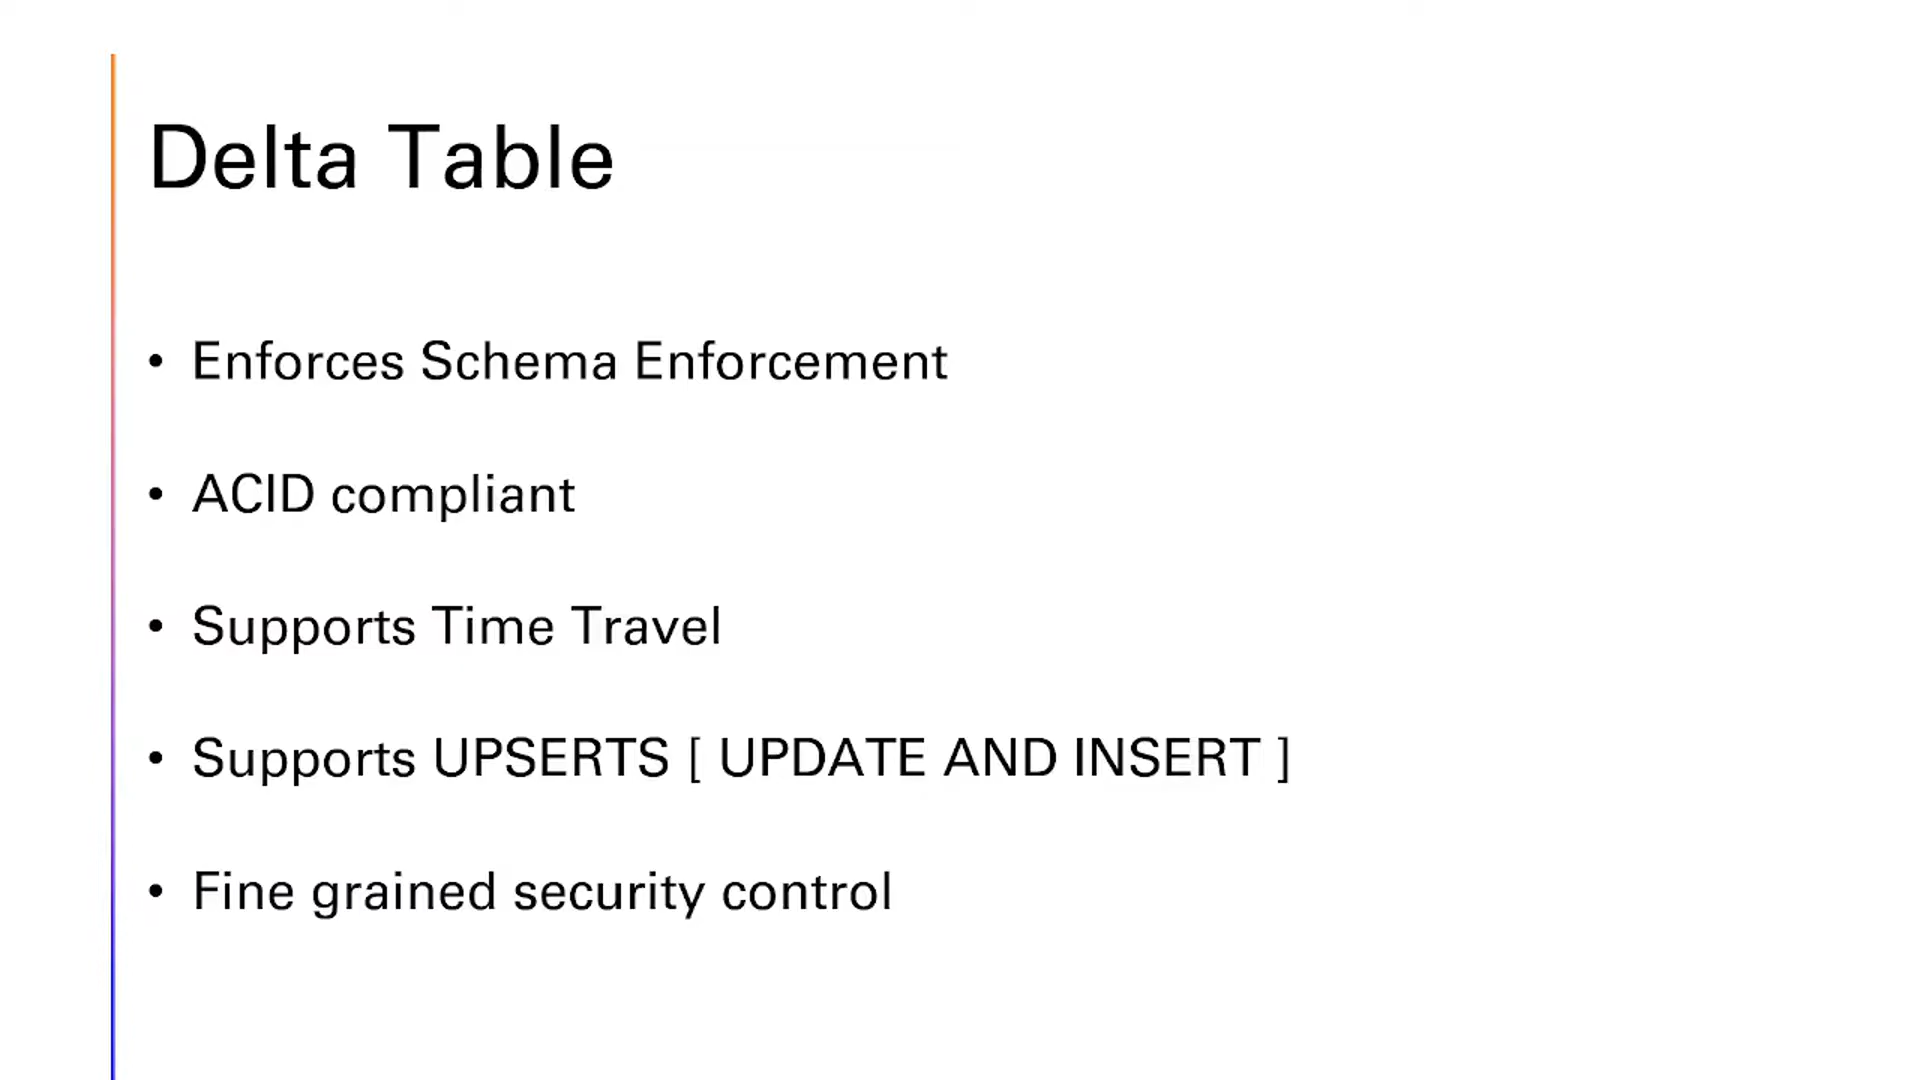 Delta Table
• Enforces Schema Enforcement
• ACID compliant
• Supports Time Travel
• Supports UPSERTS [ UPDATE AND INSERT ]
• Fine grained security control